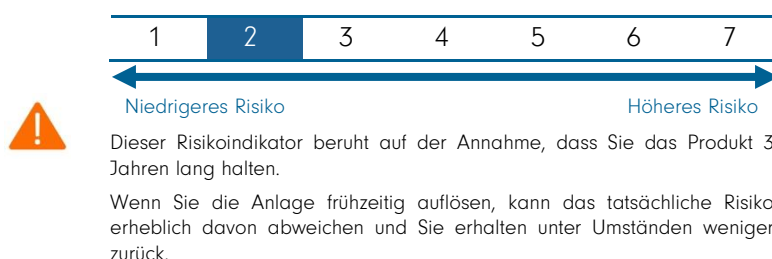 1 2 3 4 5 6 7
Niedrigeres Risiko Höheres Risiko
Dieser Risikoindikator beruht auf der Annahme, dass Sie das Produkt 3
Jahren lang halten.
Wenn Sie die Anlage frühzeitig auflösen, kann das tatsächliche Risiko
erheblich davon abweichen und Sie erhalten unter Umständen weniger
zurück.